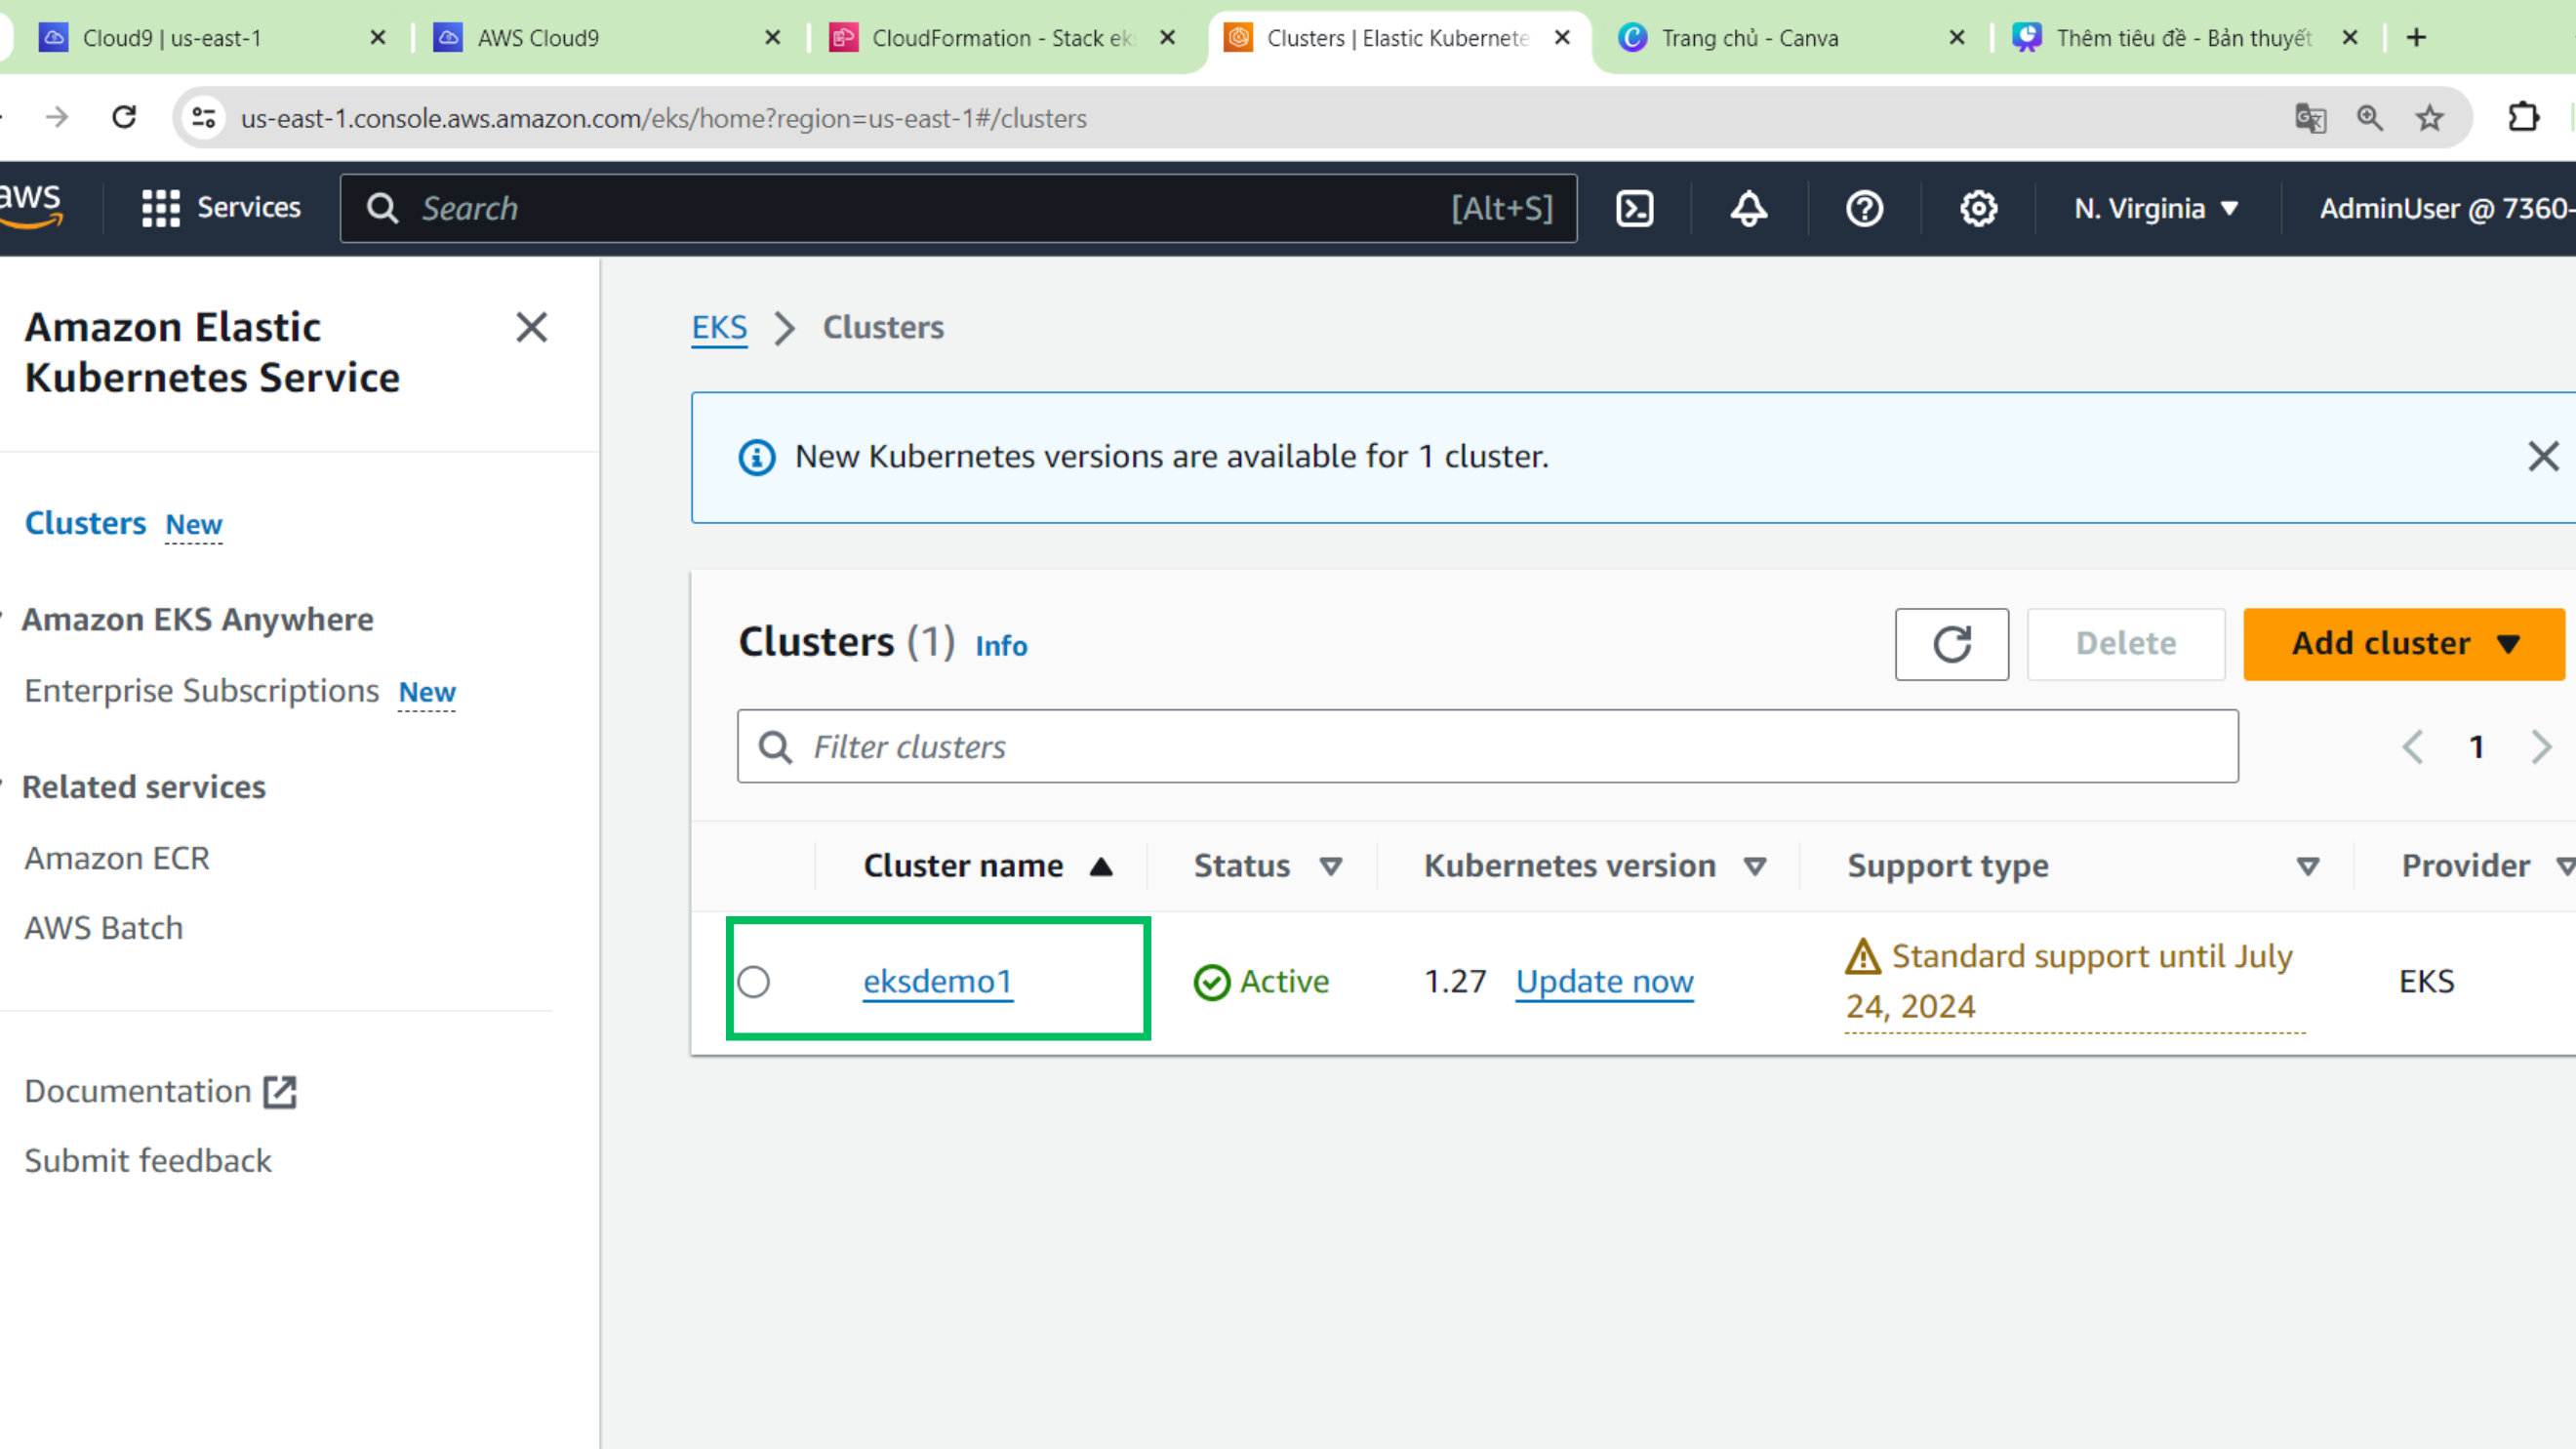 Cloud9 | us-east-1
AWS Cloud9
CloudFormation - Stack eks
Clusters | Elastic Kubernete
Trang chủ - Canva
Thêm tiêu đề - Bản thuyết
us-east-1.console.aws.amazon.com/eks/home?region=us-east-1#/clusters
aws
Services
Search
[Alt+S]
N. Virginia
AdminUser @ 7360-
Amazon Elastic
Kubernetes Service
Clusters New
Amazon EKS Anywhere
Enterprise Subscriptions New
Related services
Amazon ECR
AWS Batch
Documentation
Submit feedback
EKS
Clusters
New Kubernetes versions are available for 1 cluster.
Clusters (1) Info
Delete
Add cluster
Filter clusters
1
Cluster name
Status
Kubernetes version
Support type
Provider
eksdemo1
Active
1.27 Update now
Standard support until July
24, 2024
EKS